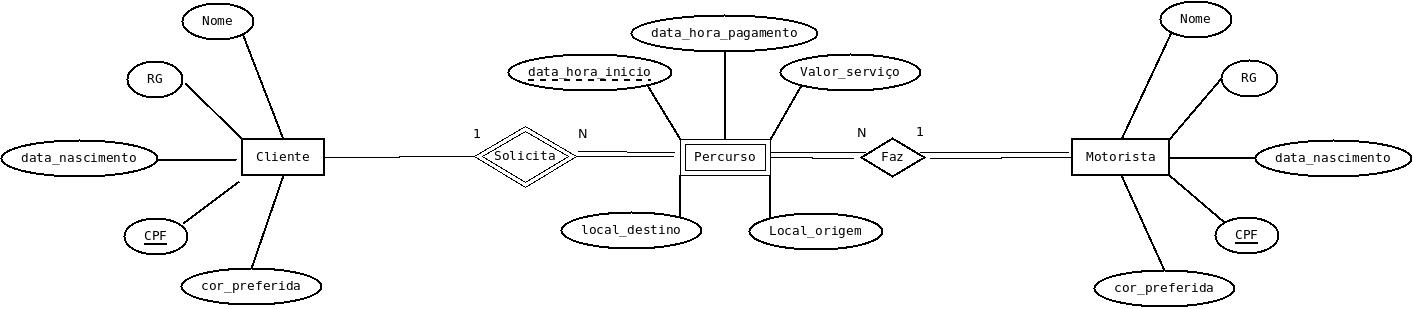 Nome
RG
data_nascimento
CPF
cor_preferida
Cliente
1
Solicita
N
data_hora_inicio
data_hora_pagamento
Valor_serviço
Percurso
local_destino
Local_origem
N
Faz
1
Motorista
Nome
RG
data_nascimento
CPF
cor_preferida